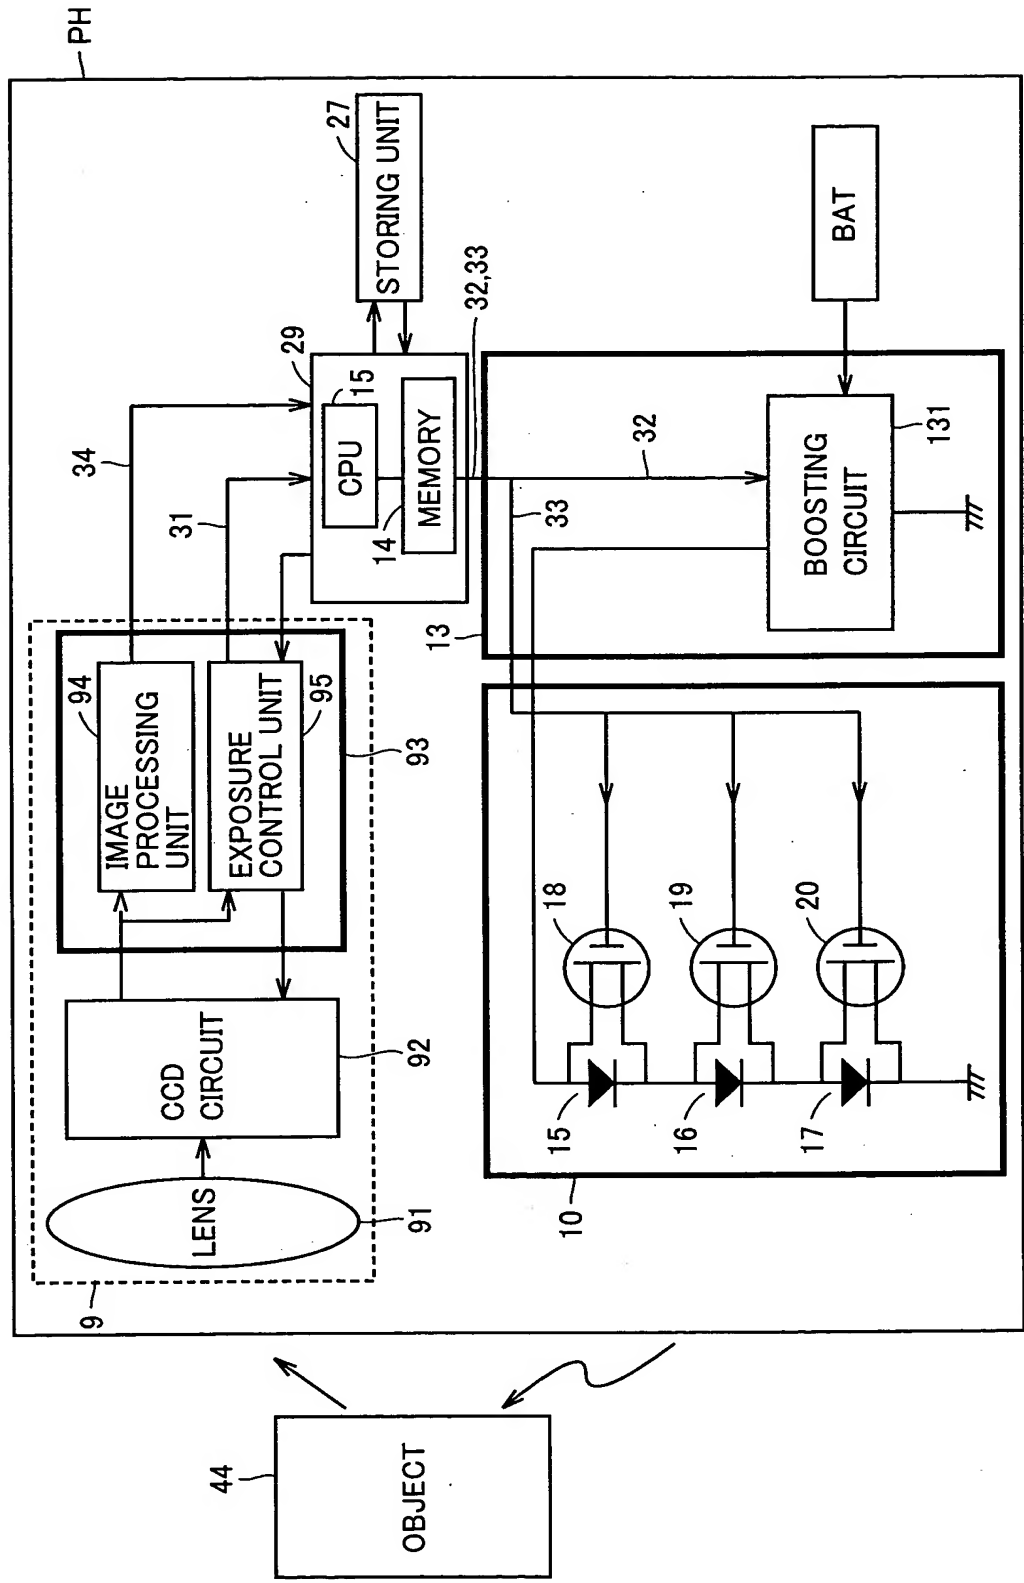 PH
34
31
29
27
STORING UNIT
15
CPU
14
MEMORY
32,33
9
93
94
IMAGE
PROCESSING
UNIT
95
EXPOSURE
CONTROL UNIT
92
CCD
CIRCUIT
91
LENS
13
33
32
131
BOOSTING
CIRCUIT
BAT
10
18
19
20
15
16
17
44
OBJECT